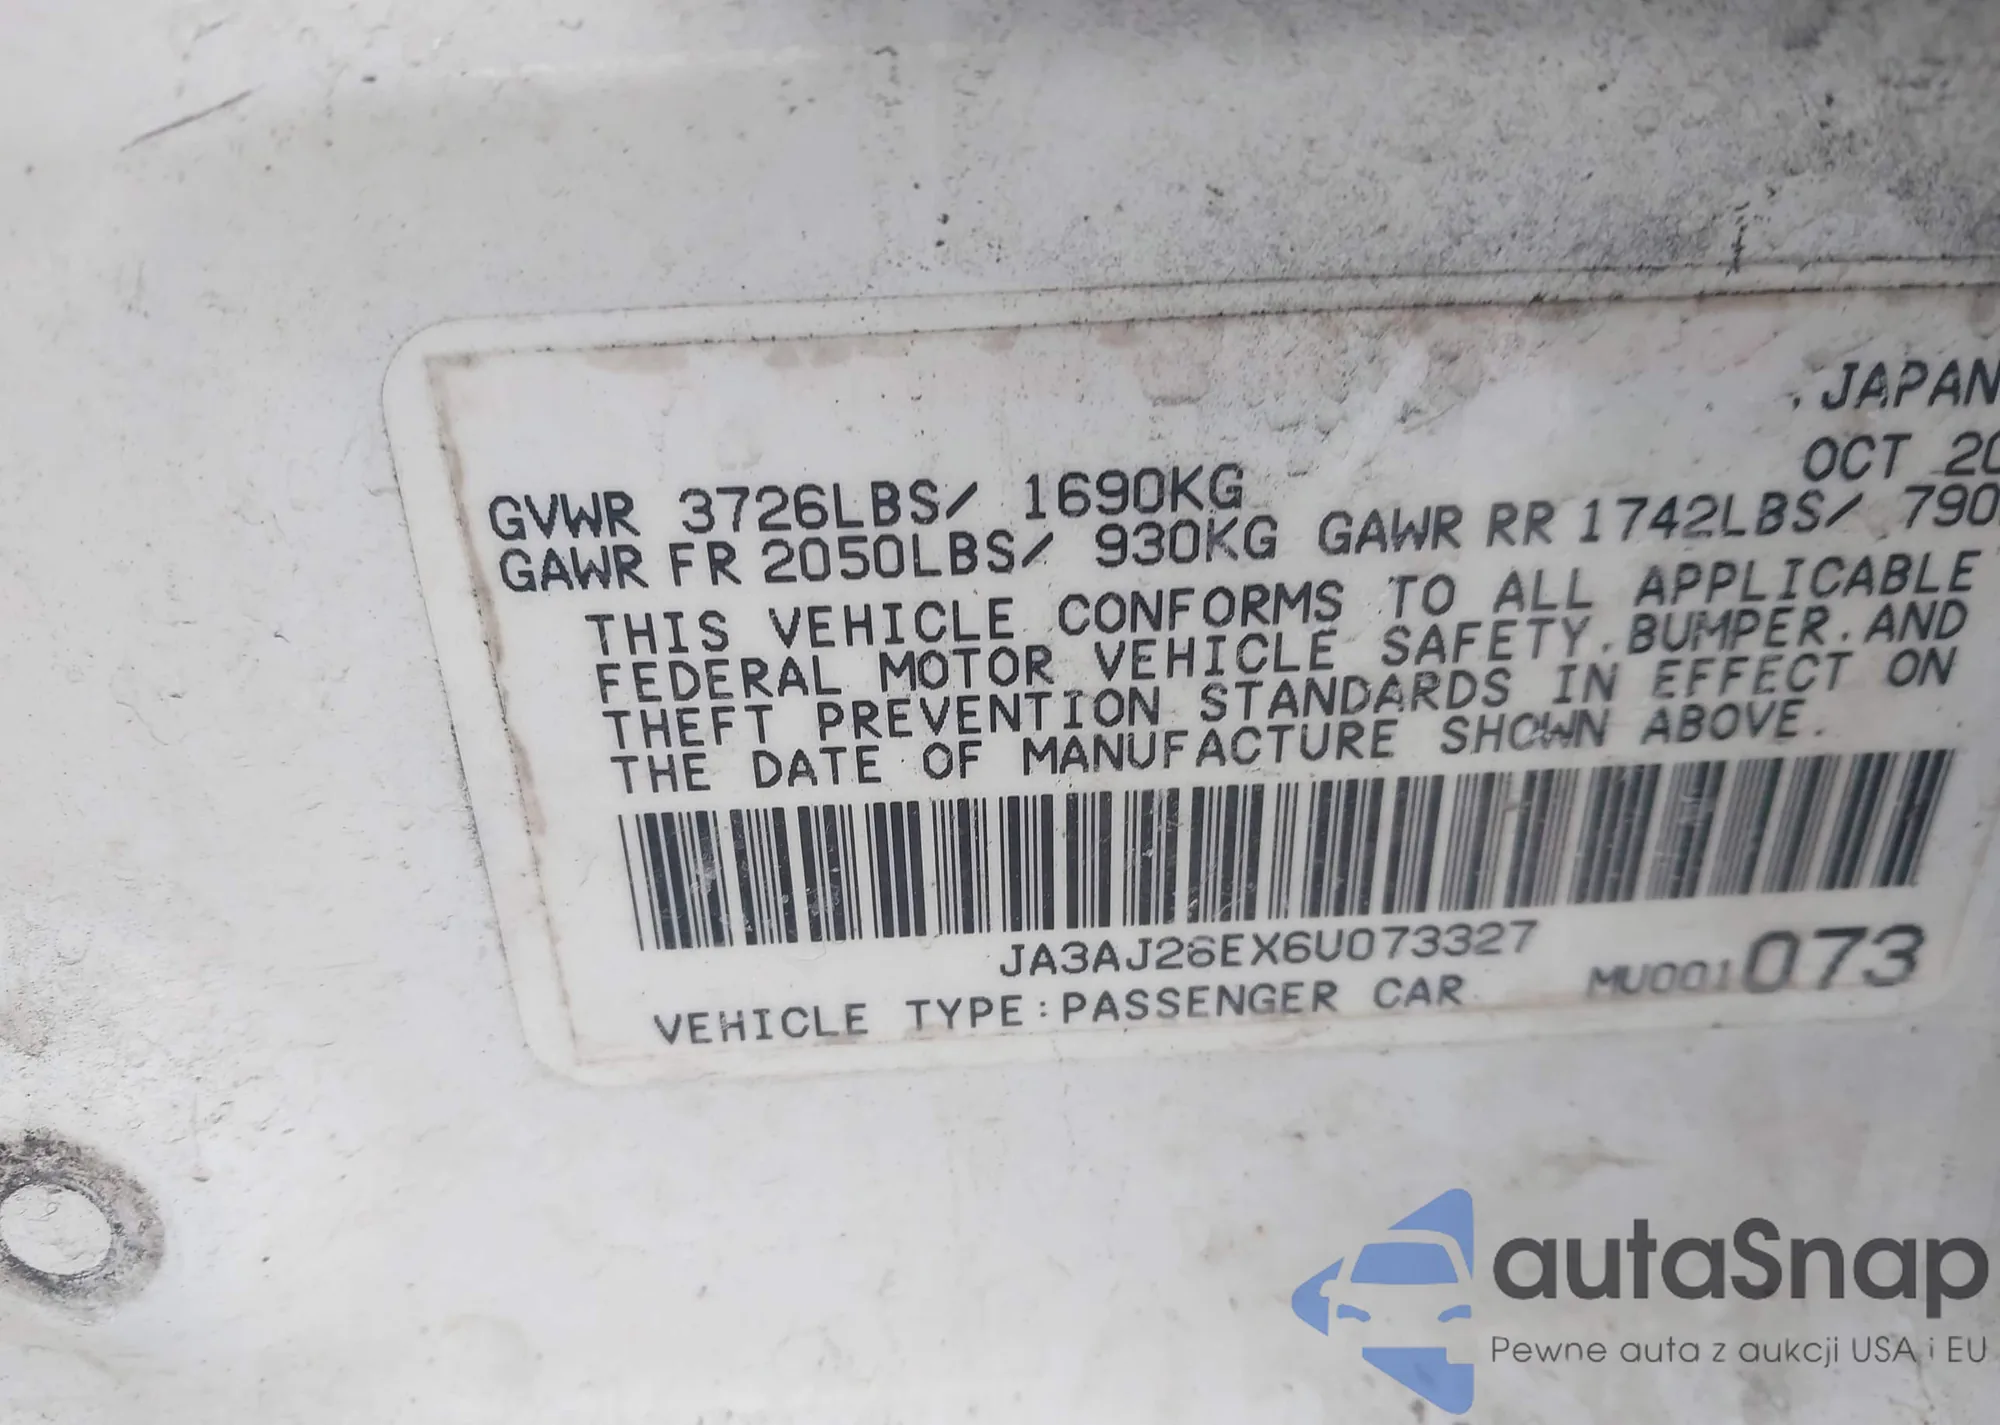 , JAPAN
OCT 20
GVWR 3726LBS/ 1690KG
GAWR FR 2050LBS/ 930KG GAWR RR 1742LBS/ 790
THIS VEHICLE CONFORMS TO ALL APPLICABLE
FEDERAL MOTOR VEHICLE SAFETY, BUMPER, AND
THEFT PREVENTION STANDARDS IN EFFECT ON
THE DATE OF MANUFACTURE SHOWN ABOVE.
JA3AJ26EX6U073327
VEHICLE TYPE:PASSENGER CAR MU001073
autaSnap
Pewne auta z aukcji USA i EU